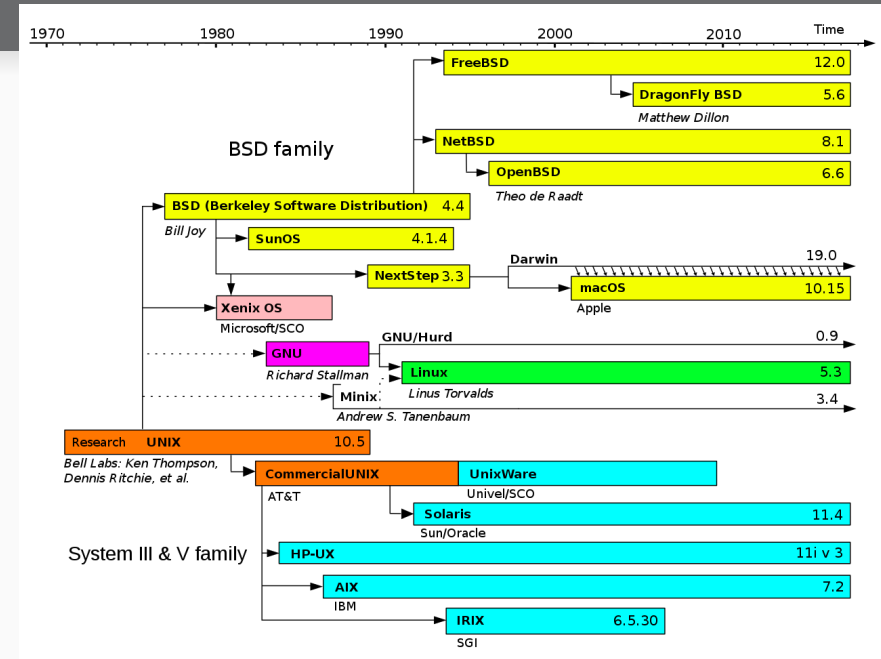 Time
1970 1980 1990 2000 2010
FreeBSD 12.0
DragonFly BSD 5.6
Matthew Dillon
BSD family
NetBSD 8.1
OpenBSD 6.6
Theo de Raadt
BSD (Berkeley Software Distribution) 4.4
Bill Joy
SunOS 4.1.4
Darwin 19.0
NextStep 3.3
macOS 10.15
Apple
Xenix OS
Microsoft/SCO
GNU/Hurd 0.9
GNU
Richard Stallman
Linux 5.3
Linus Torvalds
Minix 3.4
Andrew S. Tanenbaum
Research UNIX 10.5
Bell Labs: Ken Thompson,
Dennis Ritchie, et al.
CommercialUNIX UnixWare
AT&T Univel/SCO
Solaris 11.4
Sun/Oracle
System III & V family
HP-UX 11i v 3
AIX 7.2
IBM
IRIX 6.5.30
SGI